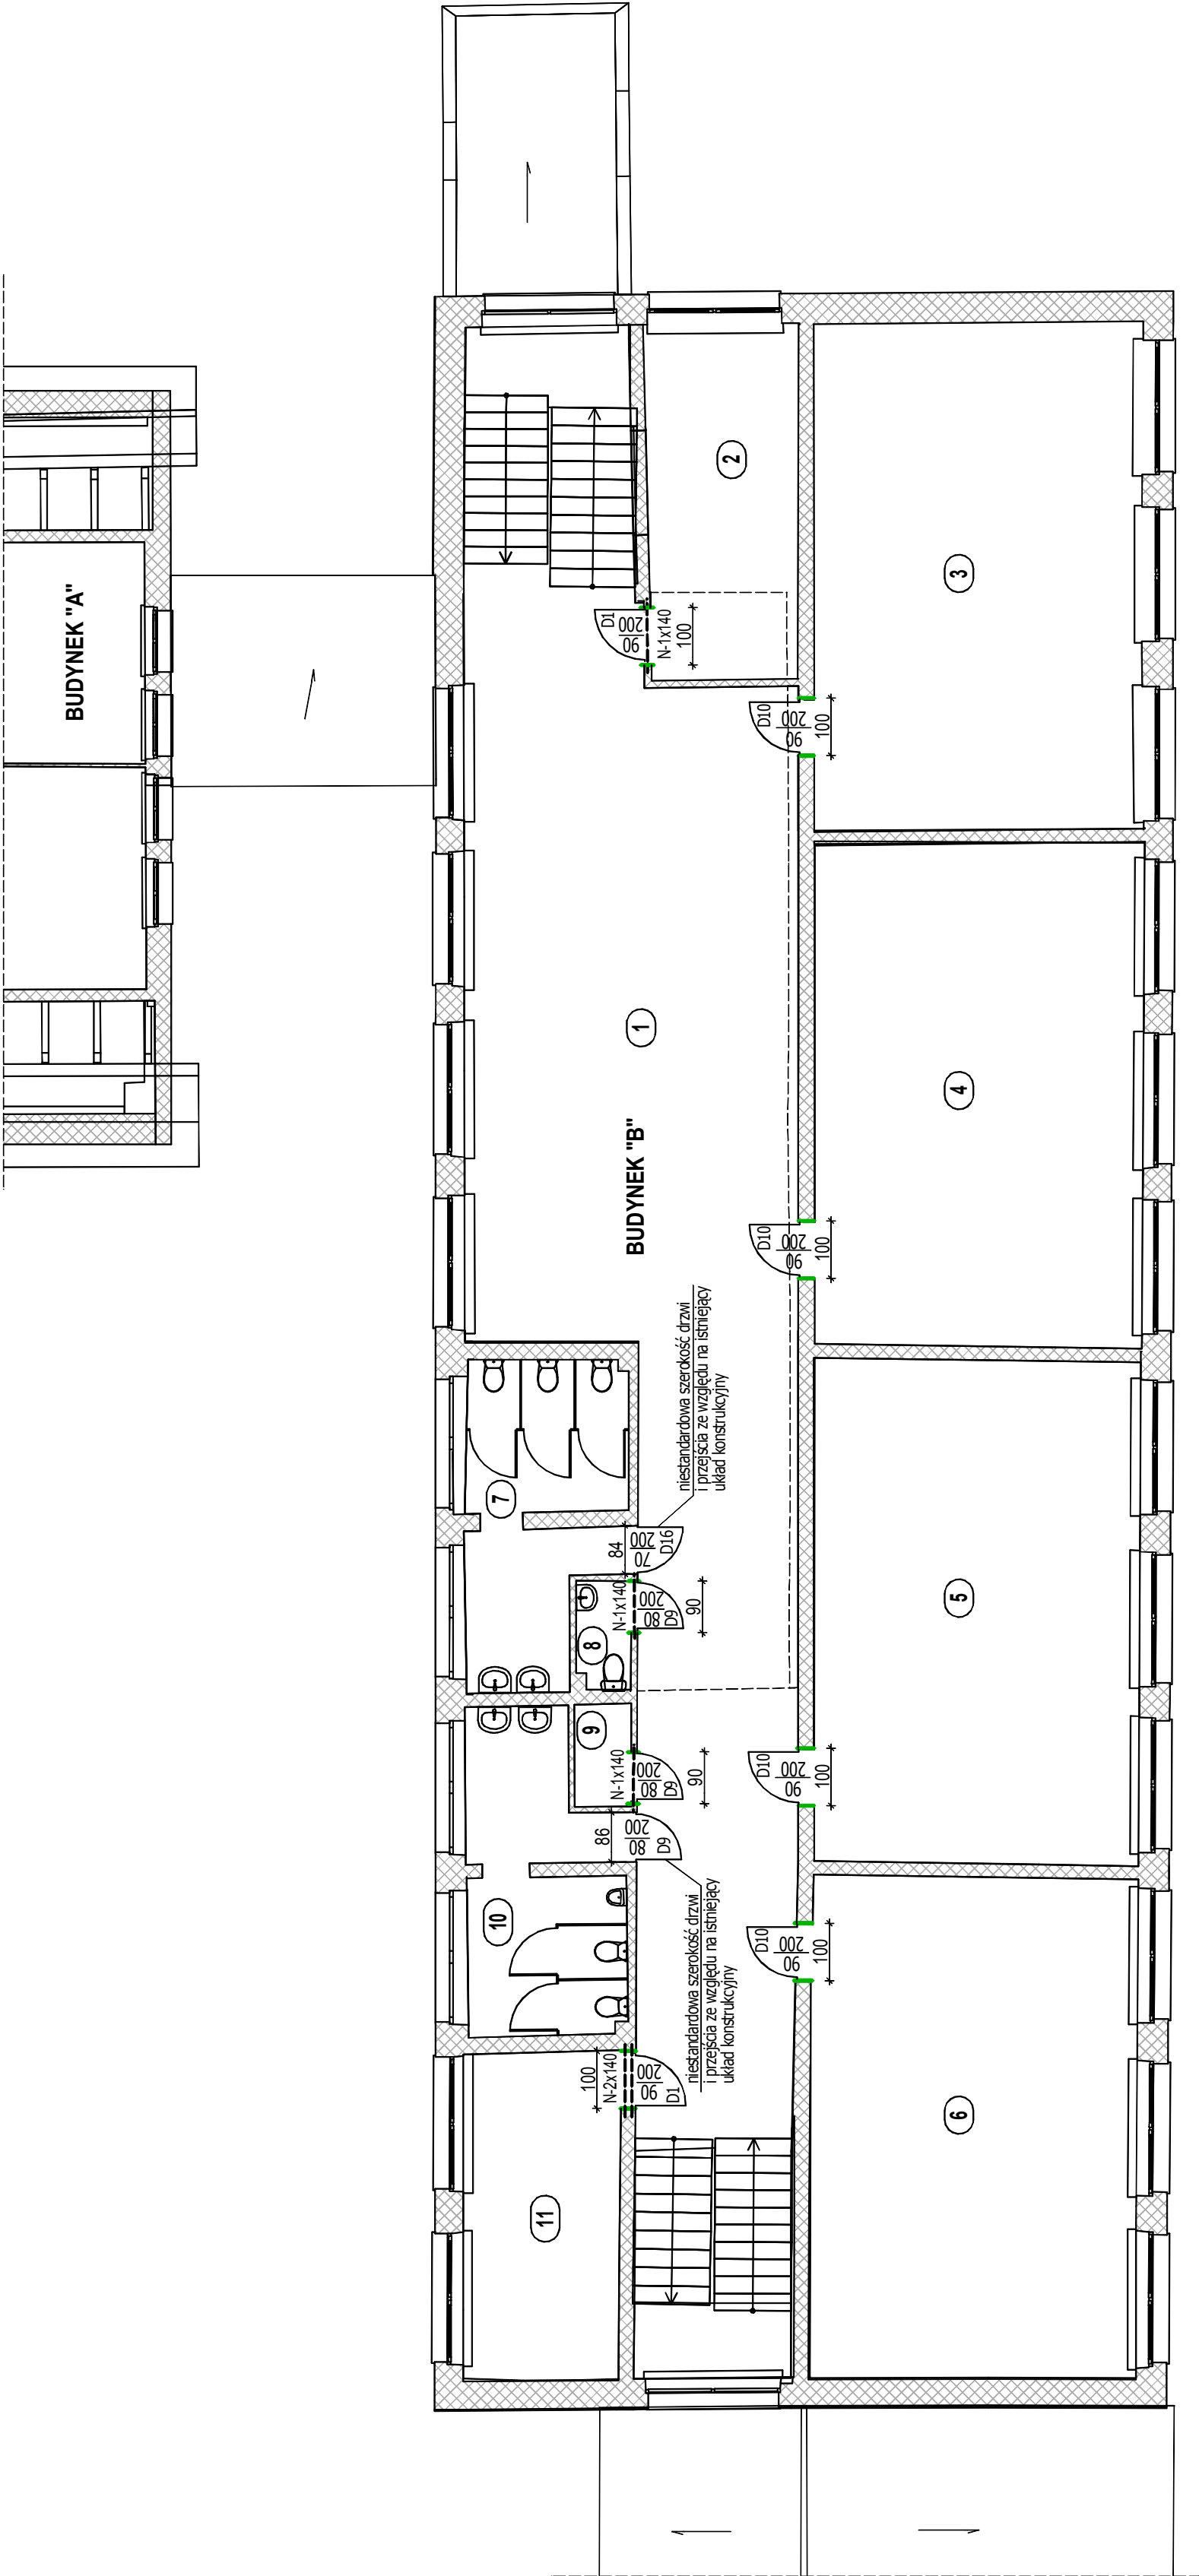 BUDYNEK "A"
BUDYNEK "B"
1
2
3
4
5
6
7
8
9
10
11
D1
90
200
N-1x140
100
D10
90
200
100
D10
90
200
100
D10
90
200
100
D10
90
200
100
niestandardowa szerokość drzwi
i przejścia ze względu na istniejący
układ konstrukcyjny
84
70
200
D16
N-1x140
80
200
D9
90
N-1x140
80
200
D9
90
86
80
200
D9
niestandardowa szerokość drzwi
i przejścia ze względu na istniejący
układ konstrukcyjny
100
N-2x140
90
200
D1